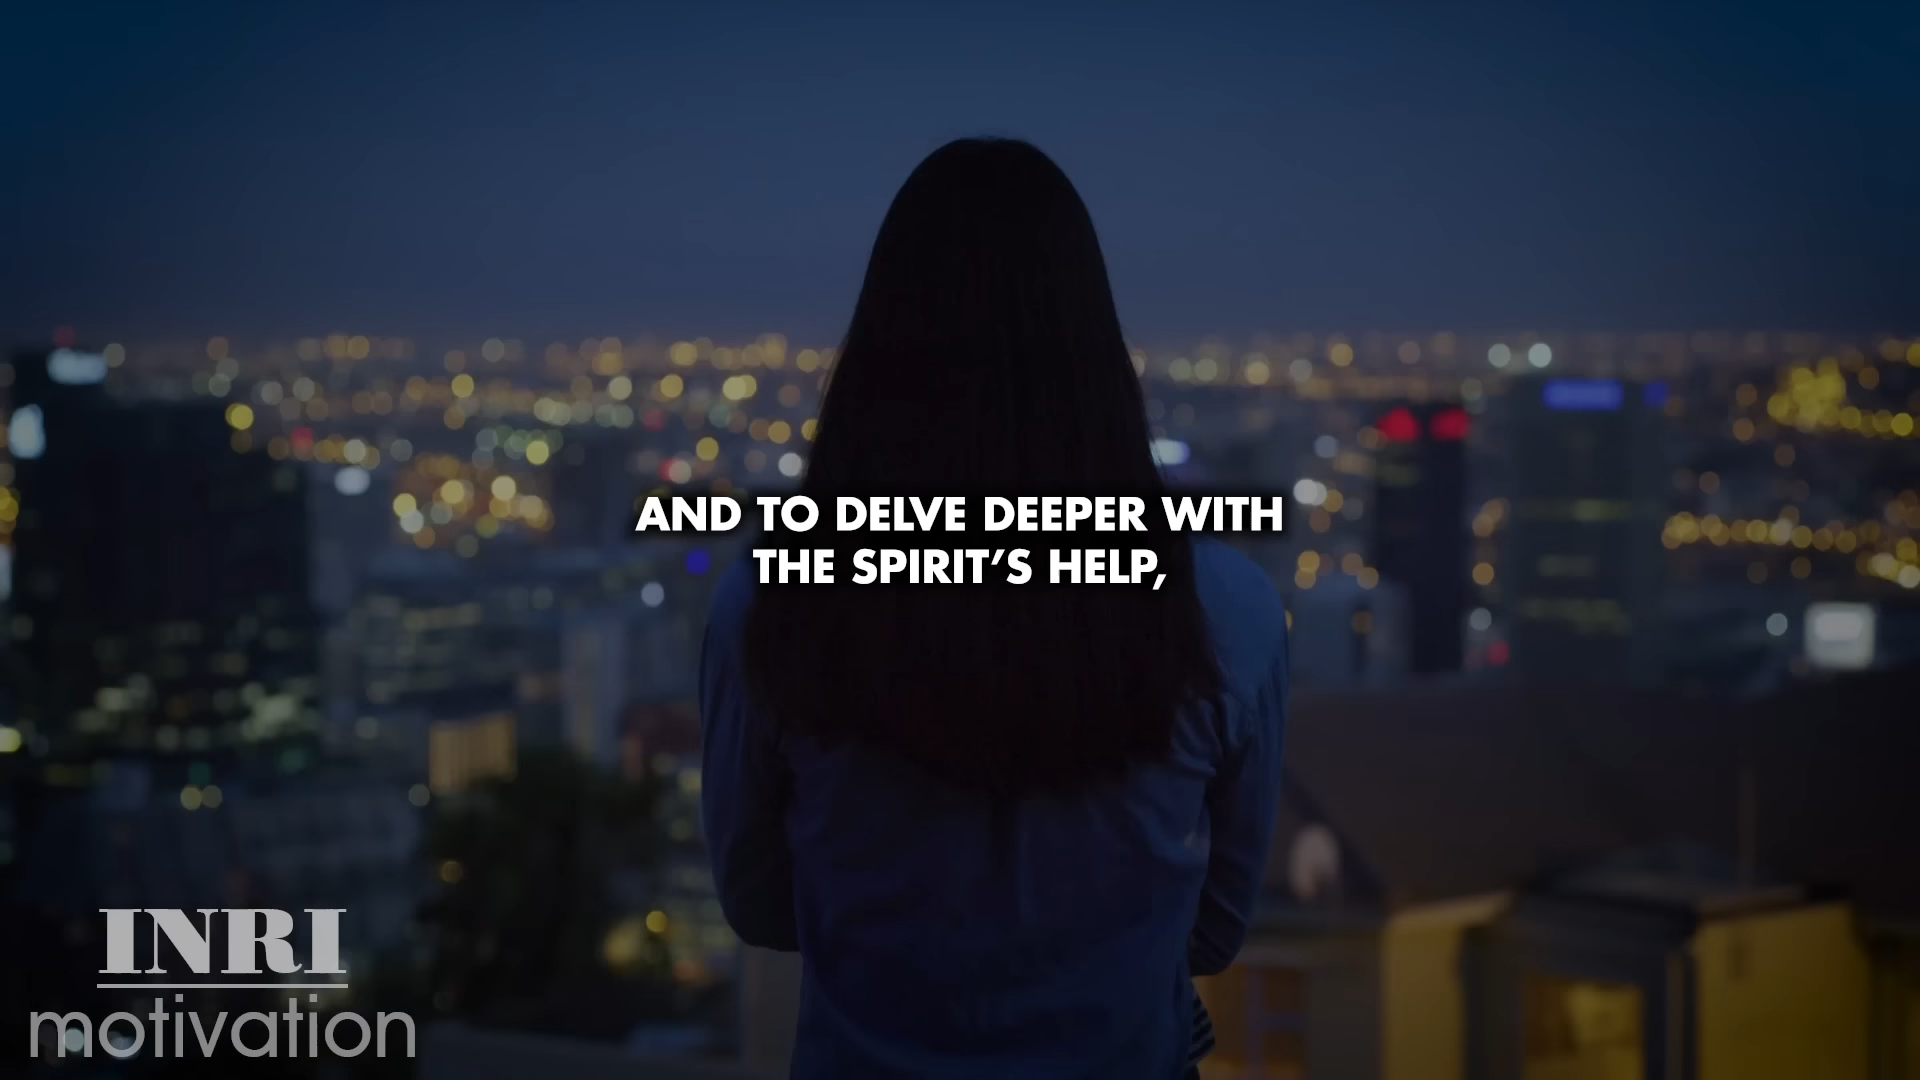 AND TO DELVE DEEPER WITH
THE SPIRIT’S HELP,
INRI
motivation